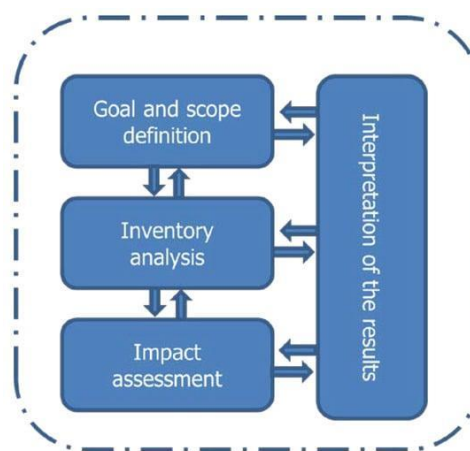 Goal and scope
definition
Inventory
analysis
Impact
assessment
Interpretation of the results